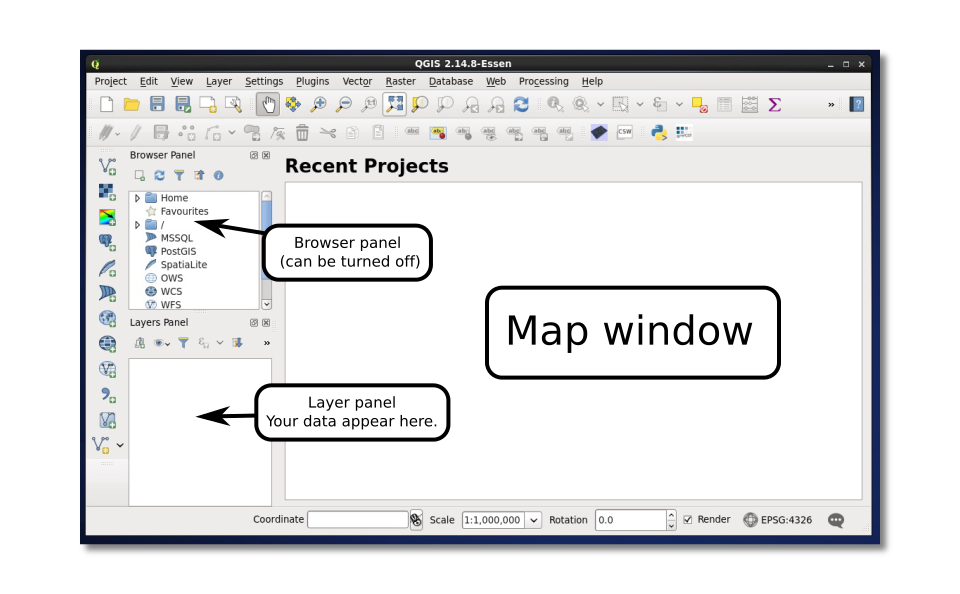 QGIS 2.14.8-Essen
Project Edit View Layer Settings Plugins Vector Raster Database Web Processing Help
Browser Panel
Recent Projects
Home
Favourites
/
MSSQL
PostGIS
SpatiaLite
OWS
WCS
WFS
Browser panel
(can be turned off)
Map window
Layers Panel
Layer panel
Your data appear here.
Coordinate Scale 1:1,000,000 Rotation 0.0 Render EPSG:4326
abc
abc
CSW